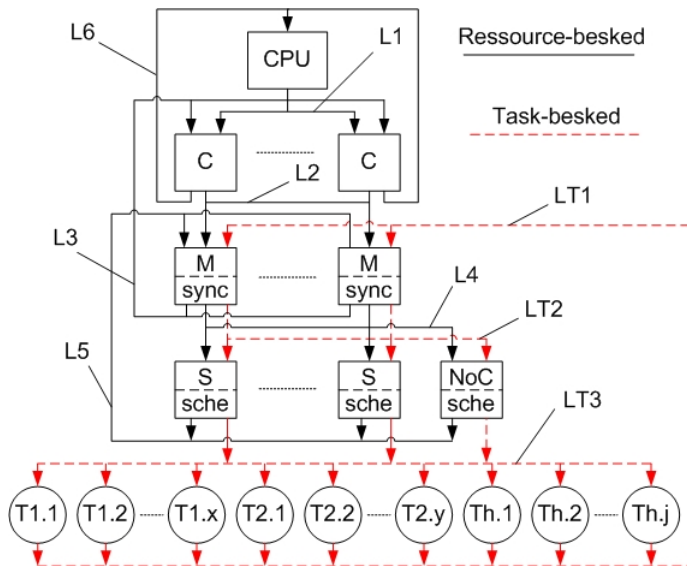 L6
L1
CPU
Ressource-besked
Task-besked
C
C
L2
LT1
L3
M
sync
M
sync
L4
LT2
L5
S
sche
S
sche
NoC
sche
LT3
T1.1
T1.2
T1.x
T2.1
T2.2
T2.y
Th.1
Th.2
Th.j